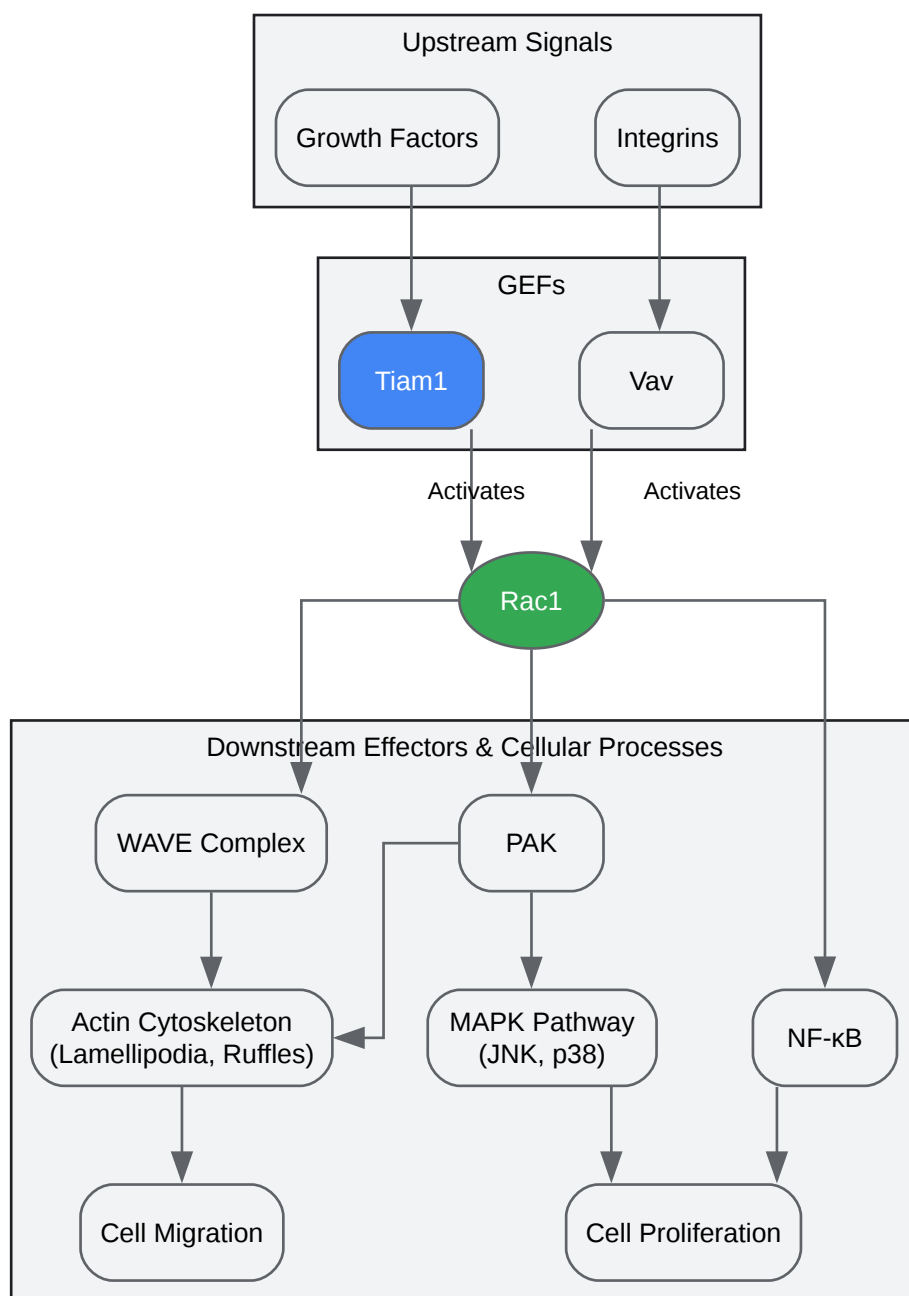 Upstream Signals
Growth Factors
Integrins
GEFs
Tiam1
Vav
Activates
Activates
Rac1
Downstream Effectors & Cellular Processes
WAVE Complex
PAK
Actin Cytoskeleton
(Lamellipodia, Ruffles)
MAPK Pathway
(JNK, p38)
NF-κB
Cell Migration
Cell Proliferation